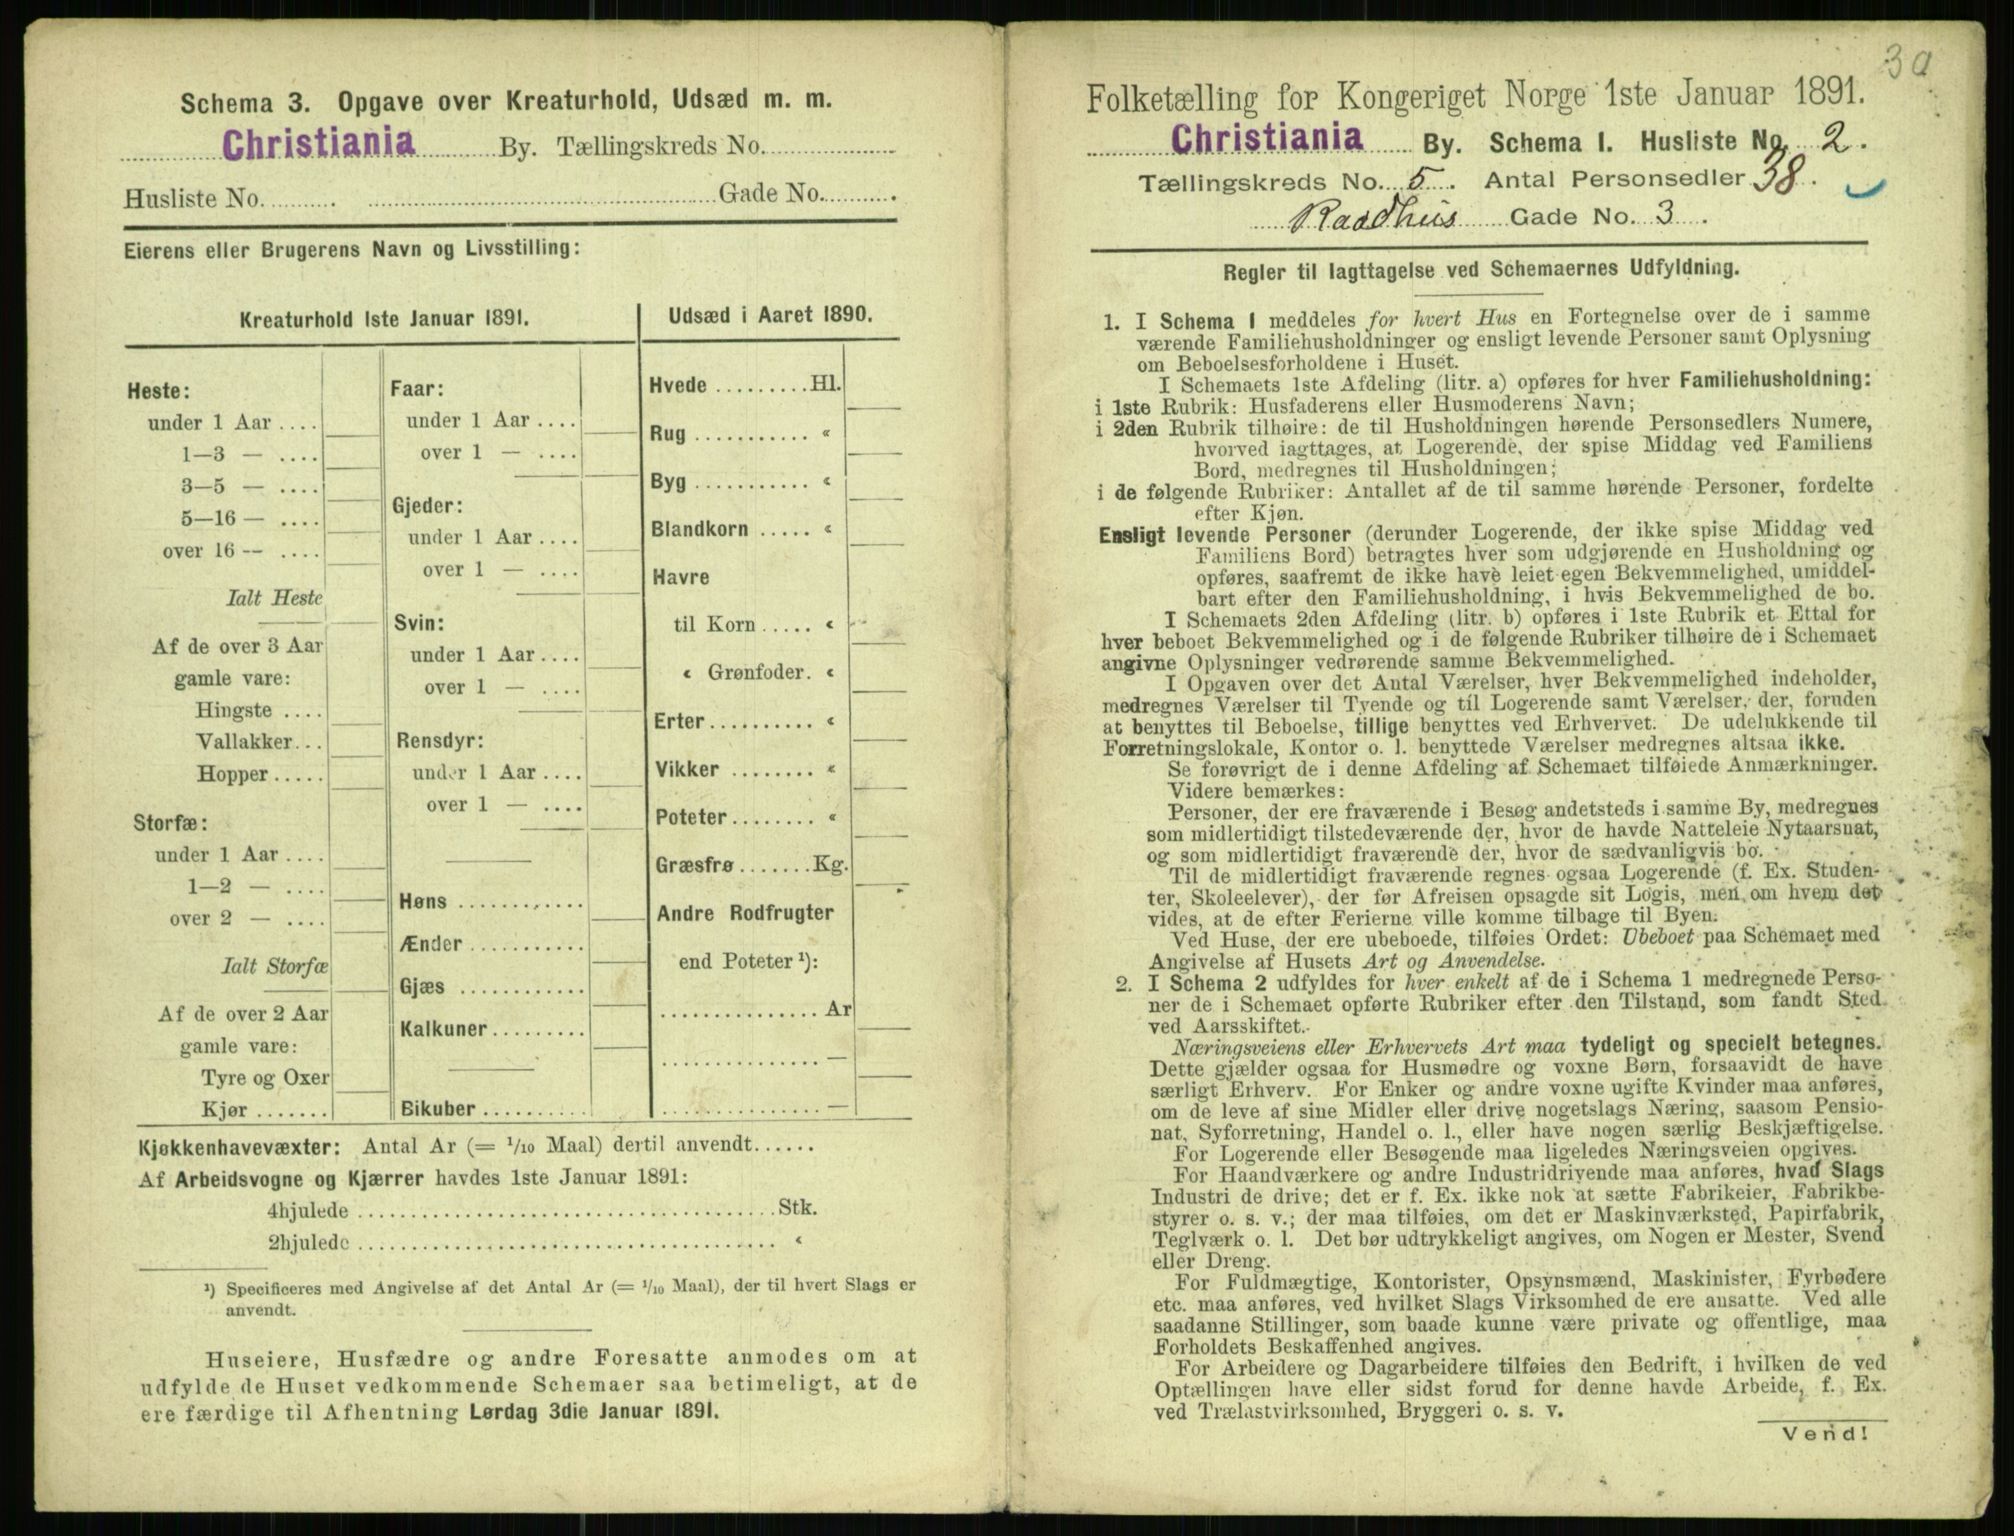 Schema 3. Opgave over Kreaturhold, Udsæd m. m.
Christiania By. Tællingskreds No.
Husliste No. Gade No.
Eierens eller Brugerens Navn og Livsstilling:
Kreaturhold 1ste Januar 1891.
Heste:
under 1 Aar ....
1—3 — ....
3—5 — ....
5—16 — ....
over 16 — ....
Ialt Heste
Af de over 3 Aar
gamle vare:
Hingste ....
Vallakker...
Hopper.....
Storfæ:
under 1 Aar ....
1—2 — ....
over 2 — ....
Ialt Storfæ
Af de over 2 Aar
gamle vare:
Tyre og Oxer
Kjør .......
Faar:
under 1 Aar ....
over 1 — ....
Gjeder:
under 1 Aar ....
over 1 — ....
Svin:
under 1 Aar ....
over 1 — ....
Rensdyr:
under 1 Aar ....
over 1 — ....
Høns ............
Ænder ...........
Gjæs ............
Kalkuner.........
Bikuber..........
Udsæd i Aaret 1890.
Hvede .........Hl.
Rug ........... «
Byg ........... «
Blandkorn ..... «
Havre
til Korn ..... «
« Grønfoder. «
Erter.......... «
Vikker ........ «
Poteter........ «
Græsfrø .......Kg.
Andre Rodfrugter
end Poteter ¹):
............... Ar
............... —
............... —
Kjøkkenhavevæxter: Antal Ar (= 1/10 Maal) dertil anvendt......
Af Arbeidsvogne og Kjærrer havdes 1ste Januar 1891:
4hjulede ........................................Stk.
2hjulede ........................................ «
¹) Specificeres med Angivelse af det Antal Ar (= 1/10 Maal), der til hvert Slags er
anvendt.
Huseiere, Husfædre og andre Foresatte anmodes om at
udfylde de Huset vedkommende Schemaer saa betimeligt, at de
ere færdige til Afhentning Lørdag 3die Januar 1891.
30
Folketælling for Kongeriget Norge 1ste Januar 1891.
Christiania By. Schema 1. Husliste No. 2.
Tællingskreds No. 5. Antal Personsedler 38.
Raadhus Gade No. 3.
Regler til Iagttagelse ved Schemaernes Udfyldning.
1. I Schema 1 meddeles for hvert Hus en Fortegnelse over de i samme
værende Familiehusholdninger og ensligt levende Personer samt Oplysning
om Beboelsesforholdene i Huset.
I Schemaets 1ste Afdeling (litr. a) opføres for hver Familiehusholdning:
i 1ste Rubrik: Husfaderens eller Husmoderens Navn;
i 2den Rubrik tilhøire: de til Husholdningen hørende Personsedlers Numere,
hvorved iagttages, at Logerende, der spise Middag ved Familiens
Bord, medregnes til Husholdningen;
i de følgende Rubriker: Antallet af de til samme hørende Personer, fordelte
efter Kjøn.
Ensligt levende Personer (derunder Logerende, der ikke spise Middag ved
Familiens Bord) betragtes hver som udgjørende en Husholdning og
opføres, saafremt de ikke have leiet egen Bekvemmelighed, umiddel-
bart efter den Familiehusholdning, i hvis Bekvemmelighed de bo.
I Schemaets 2den Afdeling (litr. b) opføres i 1ste Rubrik et Ettal for
hver beboet Bekvemmelighed og i de følgende Rubriker tilhøire de i Schemaet
angivne Oplysninger vedrørende samme Bekvemmelighed.
I Opgaven over det Antal Værelser, hver Bekvemmelighed indeholder,
medregnes Værelser til Tyende og til Logerende samt Værelser, der, foruden
at benyttes til Beboelse, tillige benyttes ved Erhvervet. De udelukkende til
Forretningslokale, Kontor o. l. benyttede Værelser medregnes altsaa ikke.
Se forøvrigt de i denne Afdeling af Schemaet tilføiede Anmærkninger.
Videre bemærkes:
Personer, der ere fraværende i Besøg andetsteds i samme By, medregnes
som midlertidigt tilstedeværende der, hvor de havde Natteleie Nytaarsnat,
og som midlertidigt fraværende der, hvor de sædvanligvis bo.
Til de midlertidigt fraværende regnes ogsaa Logerende (f. Ex. Studen-
ter, Skoleelever), der før Afreisen opsagde sit Logis, men om hvem det
vides, at de efter Ferierne ville komme tilbage til Byen.
Ved Huse, der ere ubeboede, tilføies Ordet: Ubeboet paa Schemaet med
Angivelse af Husets Art og Anvendelse.
2. I Schema 2 udfyldes for hver enkelt af de i Schema 1 medregnede Perso-
ner de i Schemaet opførte Rubriker efter den Tilstand, som fandt Sted
ved Aarsskiftet.
Næringsveiens eller Erhvervets Art maa tydeligt og specielt betegnes.
Dette gjælder ogsaa for Husmødre og voxne Børn, forsaavidt de have
særligt Erhverv. For Enker og andre voxne ugifte Kvinder maa anføres,
om de leve af sine Midler eller drive nogetslags Næring, saasom Pensio-
nat, Syforretning, Handel o. l., eller have nogen særlig Beskjæftigelse.
For Logerende eller Besøgende maa ligeledes Næringsveien opgives.
For Haandværkere og andre Industridrivende maa anføres, hvad Slags
Industri de drive; det er f. Ex. ikke nok at sætte Fabrikeier, Fabrikbe-
styrer o. s. v.; der maa tilføies, om det er Maskinværksted, Papirfabrik,
Teglværk o. l. Det bør udtrykkeligt angives, om Nogen er Mester, Svend
eller Dreng.
For Fuldmægtige, Kontorister, Opsynsmænd, Maskinister, Fyrbødere
etc. maa anføres, ved hvilket Slags Virksomhed de ere ansatte. Ved alle
saadanne Stillinger, som baade kunne være private og offentlige, maa
Forholdets Beskaffenhed angives.
For Arbeidere og Dagarbeidere tilføies den Bedrift, i hvilken de ved
Optællingen have eller sidst forud for denne havde Arbeide, f. Ex.
ved Trælastvirksomhed, Bryggeri o. s. v.
Vend!